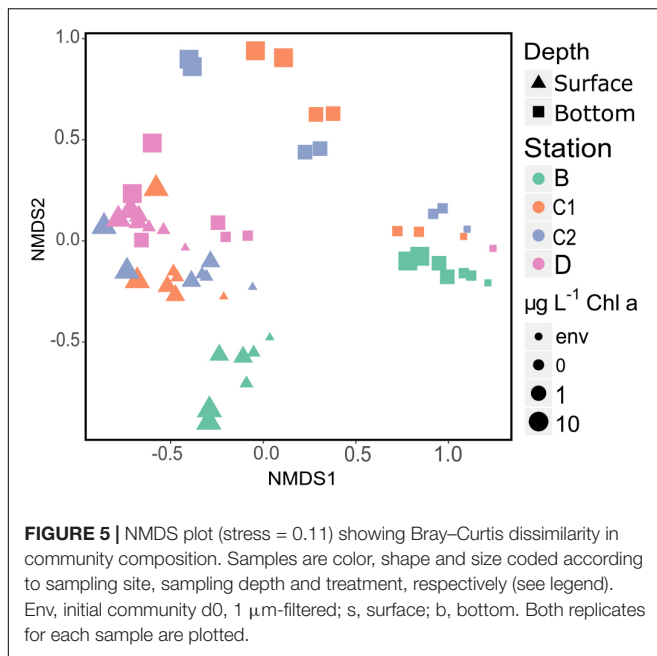 1.0
0.5
0.0
-0.5
NMDS2
-0.5
0.0
0.5
1.0
NMDS1
Depth
Surface
Bottom
Station
B
C1
C2
D
µg L⁻¹ Chl a
env
0
1
10
FIGURE 5 | NMDS plot (stress = 0.11) showing Bray–Curtis dissimilarity in
community composition. Samples are color, shape and size coded according
to sampling site, sampling depth and treatment, respectively (see legend).
Env, initial community d0, 1 μm-filtered; s, surface; b, bottom. Both replicates
for each sample are plotted.